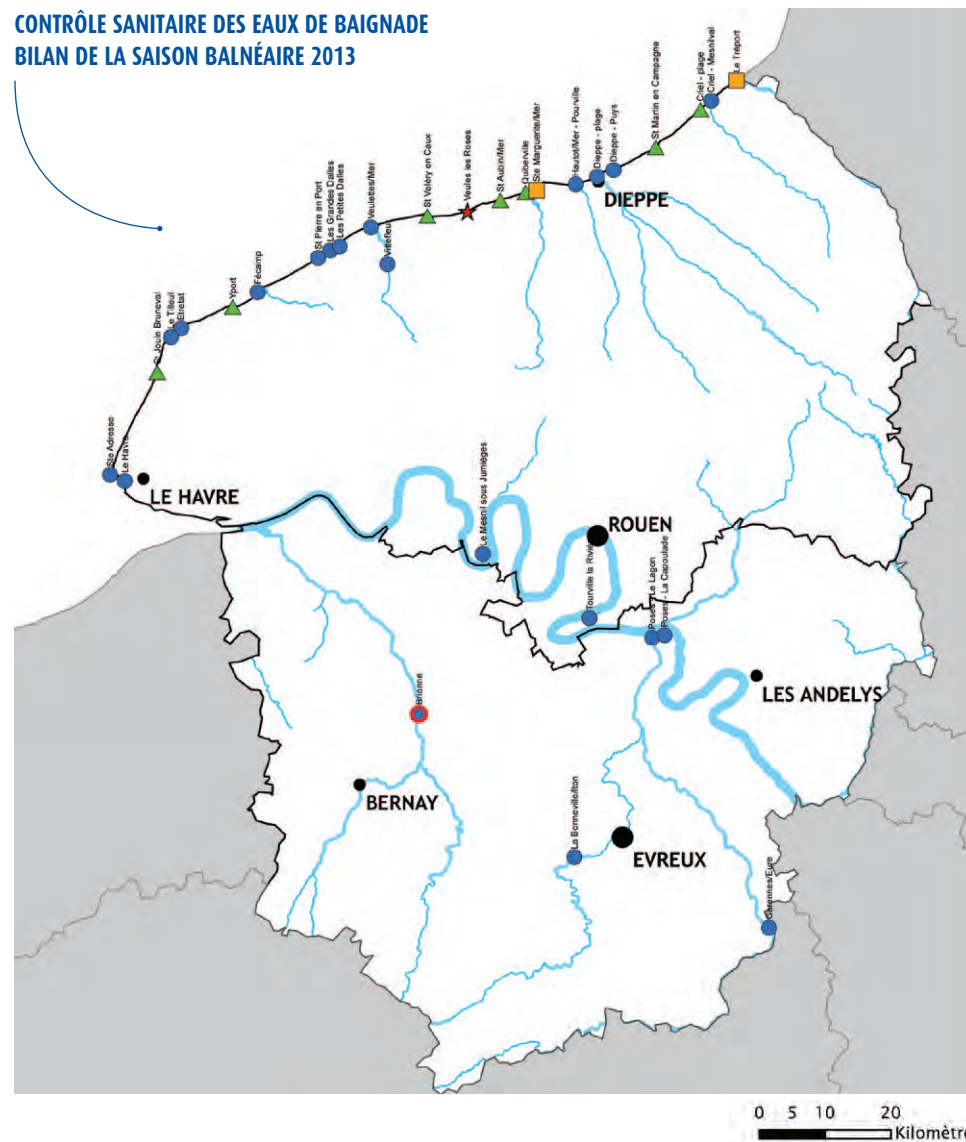 CONTRÔLE SANITAIRE DES EAUX DE BAIGNADE
BILAN DE LA SAISON BALNÉAIRE 2013
Le Tréport
Criel - Mesnilval
Criel - plage
St Martin en Campagne
Dieppe - Puys
Dieppe - plage
Hautot/Mer - Pourville
Ste Marguerite/Mer
Quiberville
St Aubin/Mer
Veules les Roses
St Valéry en Caux
Veulettes/Mer
Vittefleur
Les Petites Dalles
Les Grandes Dalles
St Pierre en Port
Fécamp
Yport
Etretat
Le Tilleul
St Jouin Bruneval
Ste Adresse
Le Havre
DIEPPE
LE HAVRE
Le Mesnil sous Jumièges
ROUEN
Tourville la Riviè
Poses - Le Lagon
Poses - La Capoulade
LES ANDELYS
Brionne
BERNAY
La Bonneville/Iton
EVREUX
Garennes/Eure
0 5 10 20
Kilomètre